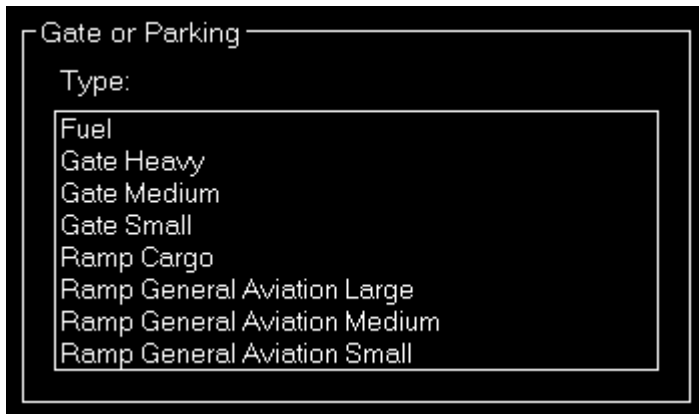 Gate or Parking
Type:
Fuel
Gate Heavy
Gate Medium
Gate Small
Ramp Cargo
Ramp General Aviation Large
Ramp General Aviation Medium
Ramp General Aviation Small